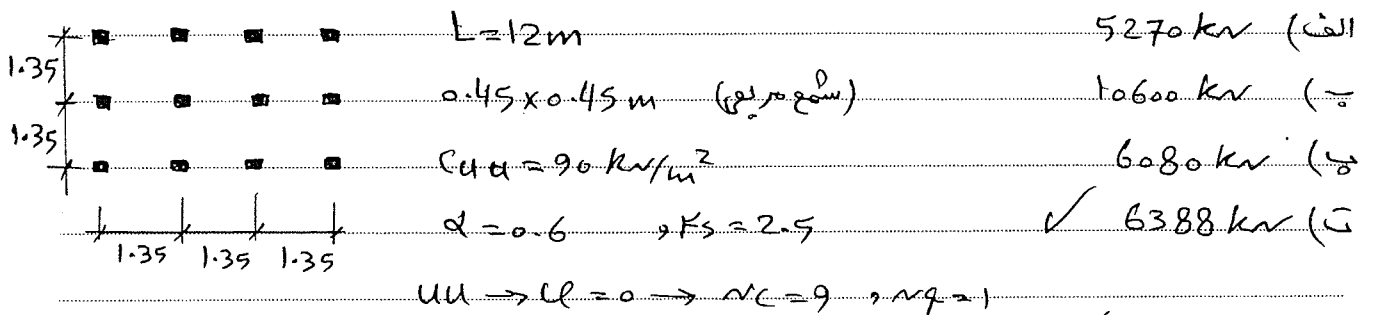 L=12m 5270 kN (الف
1.35
0.45×0.45m (شمع مربعی) 10600 kN (ب
1.35
Cuu=90 kN/m² 6080 kN (پ
α=0.6 , Fs=2.5 ✓ 6388 kN (ت
1.35 1.35 1.35
UU → φ=0 → Nc=9 , Nq=1